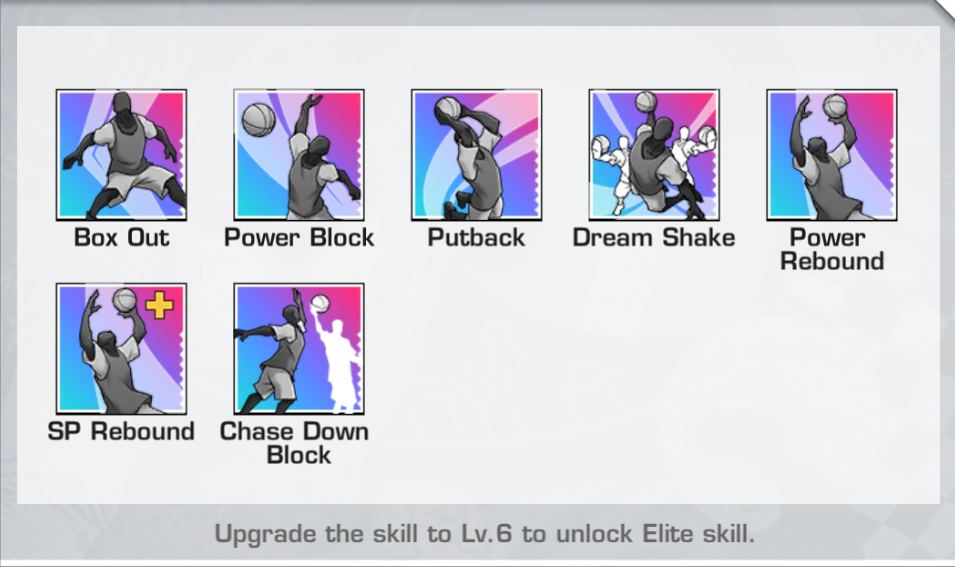 Box Out
Power Block
Putback
Dream Shake
Power
Rebound
SP Rebound
Chase Down
Block
Upgrade the skill to Lv.6 to unlock Elite skill.